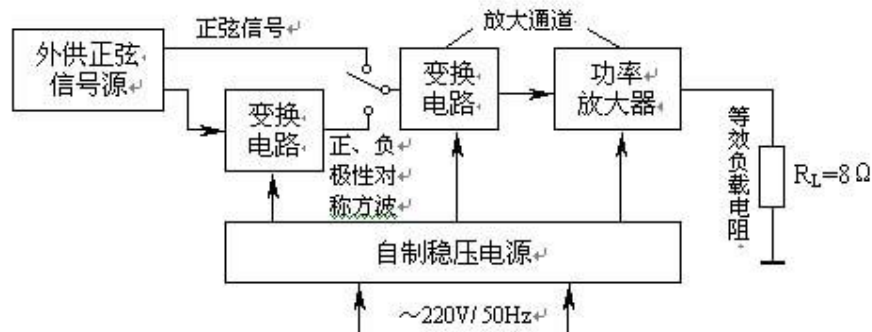 正弦信号
放大通道
外供正弦
信号源
变换
电路
变换
电路
功率
放大器
正、负
极性对
称方波
等效负载电阻
R_L=8Ω
自制稳压电源
～220V/50Hz